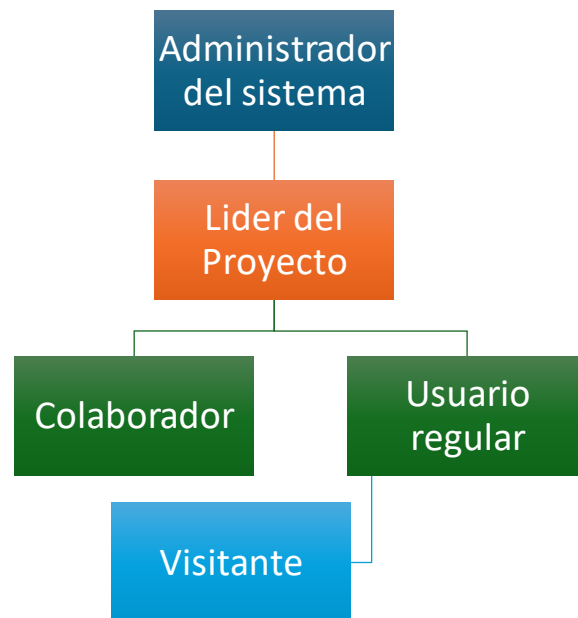 Administrador
del sistema
Lider del
Proyecto
Colaborador
Usuario
regular
Visitante